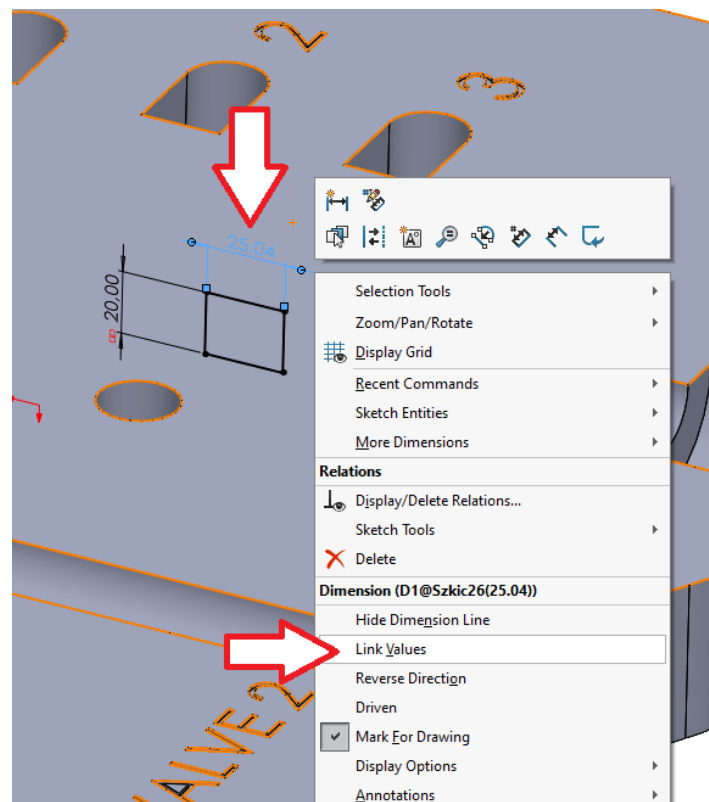 2
3
25,04
20,00
Selection Tools
Zoom/Pan/Rotate
Display Grid
Recent Commands
Sketch Entities
More Dimensions
Relations
Display/Delete Relations...
Sketch Tools
Delete
Dimension (D1@Szkic26(25.04))
Hide Dimension Line
Link Values
Reverse Direction
Driven
Mark For Drawing
Display Options
Annotations
VALVE 2